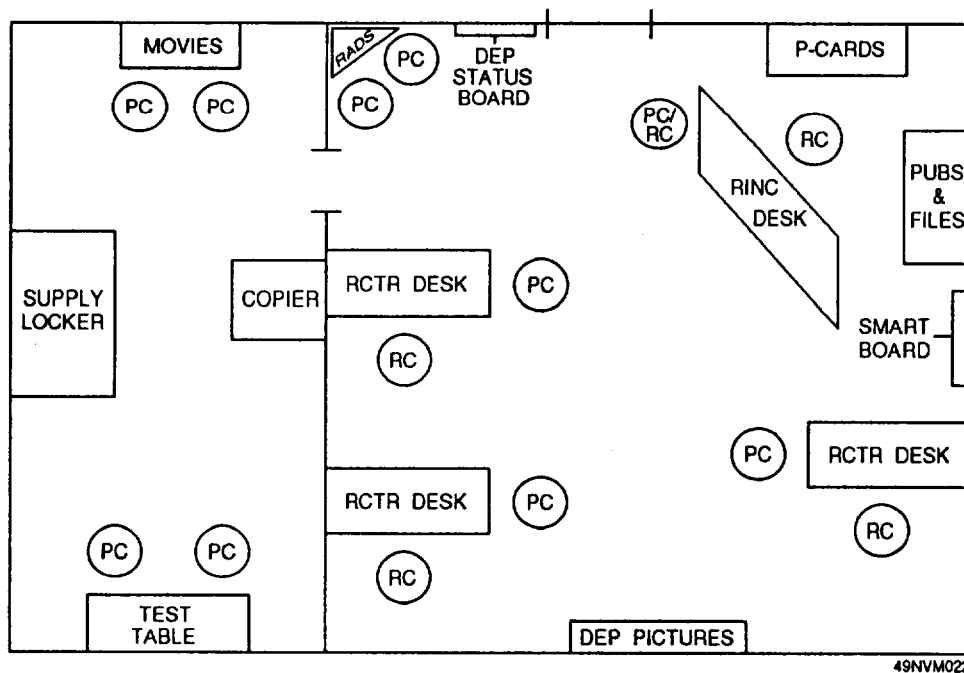 MOVIES
RADS
PC
DEP
STATUS
BOARD
P-CARDS
PC
PC
PC
PC/
RC
RC
RINC
DESK
PUBS
&
FILES
SUPPLY
LOCKER
COPIER
RCTR DESK
PC
RC
SMART
BOARD
PC
RCTR DESK
RCTR DESK
PC
RC
RC
PC
PC
TEST
TABLE
DEP PICTURES
49NVM022